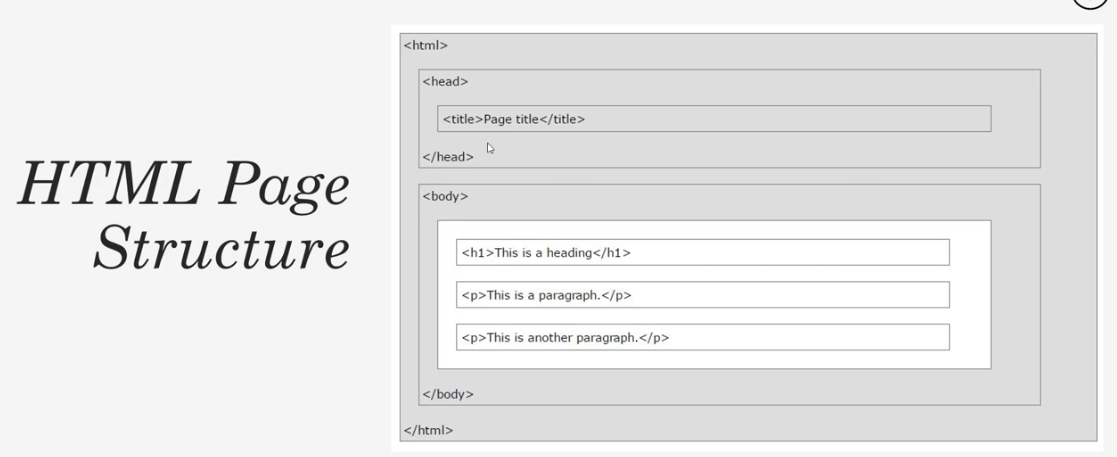 HTML Page
Structure
<html>
<head>
<title>Page title</title>
</head>
<body>
<h1>This is a heading</h1>
<p>This is a paragraph.</p>
<p>This is another paragraph.</p>
</body>
</html>